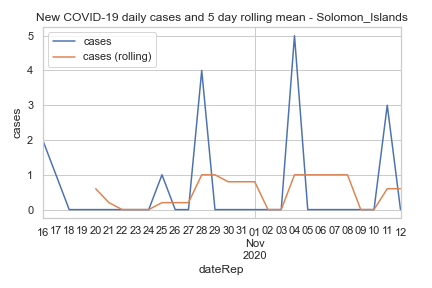 New COVID-19 daily cases and 5 day rolling mean - Solomon_Islands
cases
cases (rolling)
5
4
3
2
1
0
cases
16 17 18 19 20 21 22 23 24 25 26 27 28 29 30 31 01 02 03 04 05 06 07 08 09 10 11 12
Nov
2020
dateRep